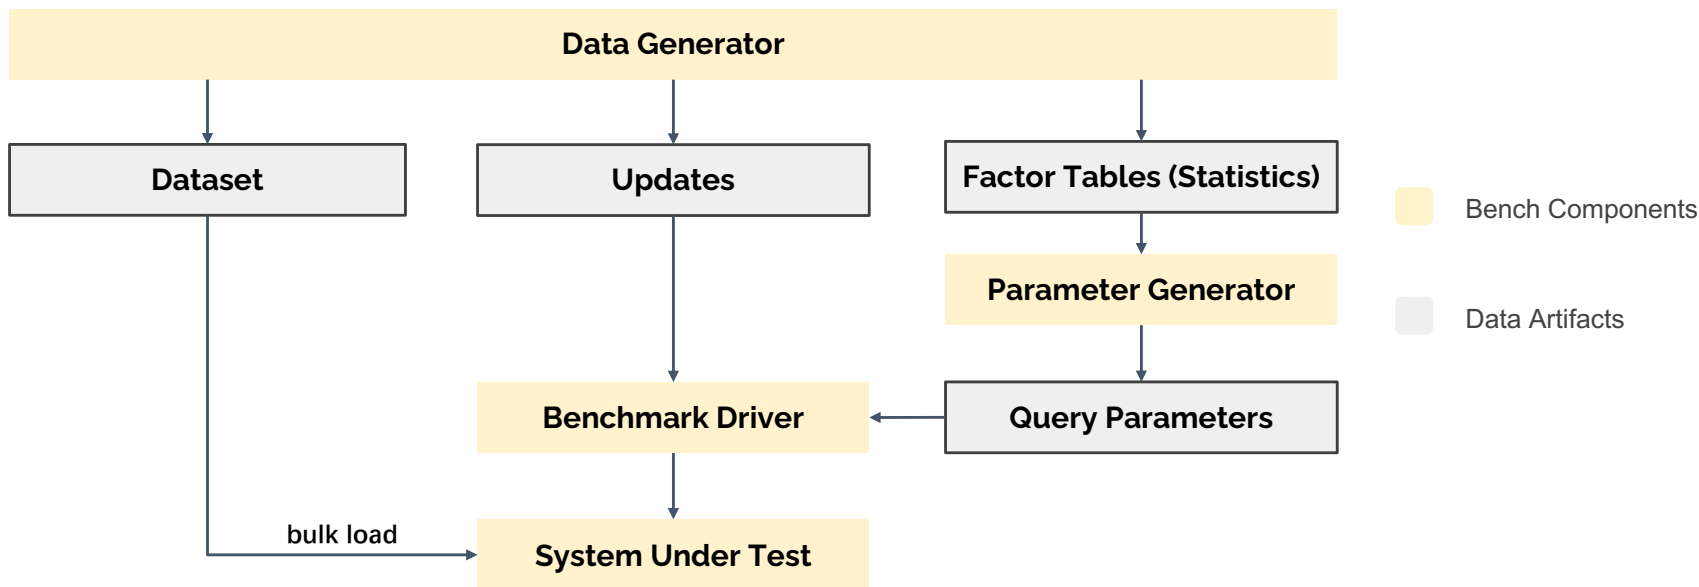 Data Generator
Dataset
Updates
Factor Tables (Statistics)
Bench Components
Parameter Generator
Data Artifacts
Benchmark Driver
Query Parameters
bulk load
System Under Test